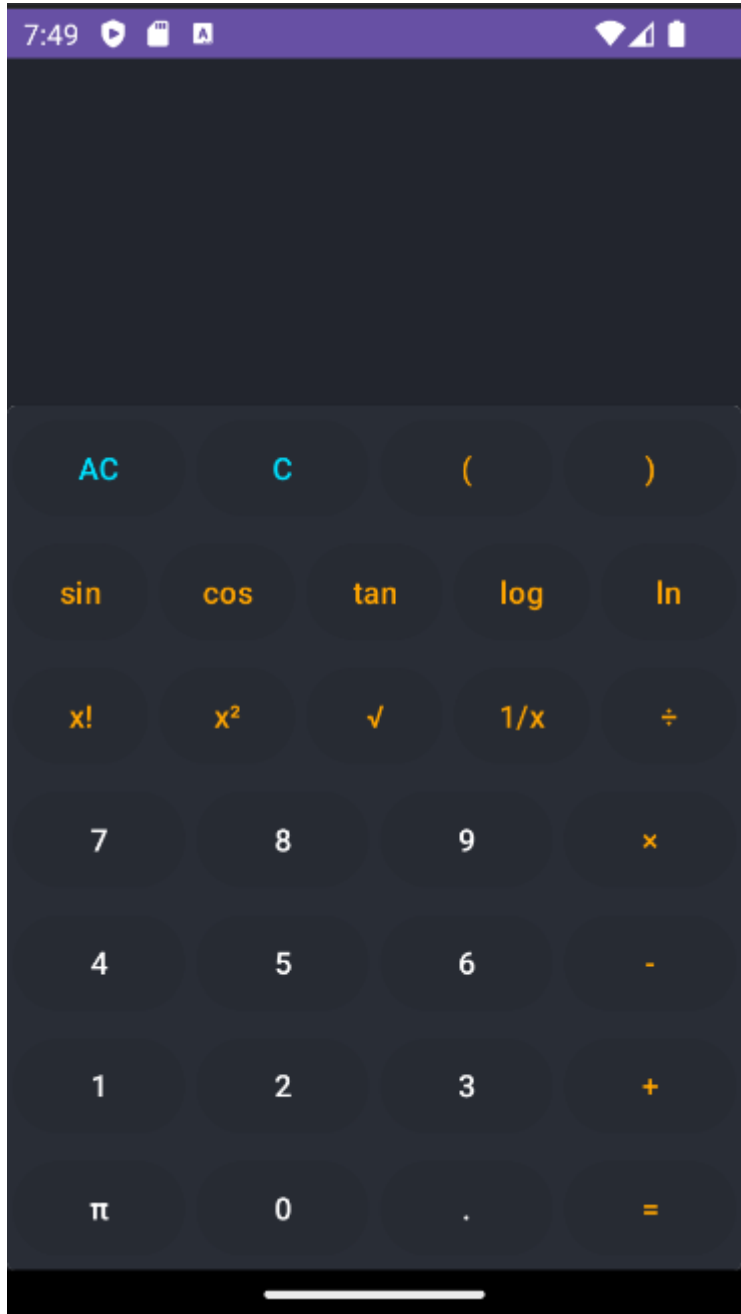 7:49
AC C ( )
sin cos tan log ln
x! x² √ 1/x ÷
7 8 9 ×
4 5 6 -
1 2 3 +
π 0 . =